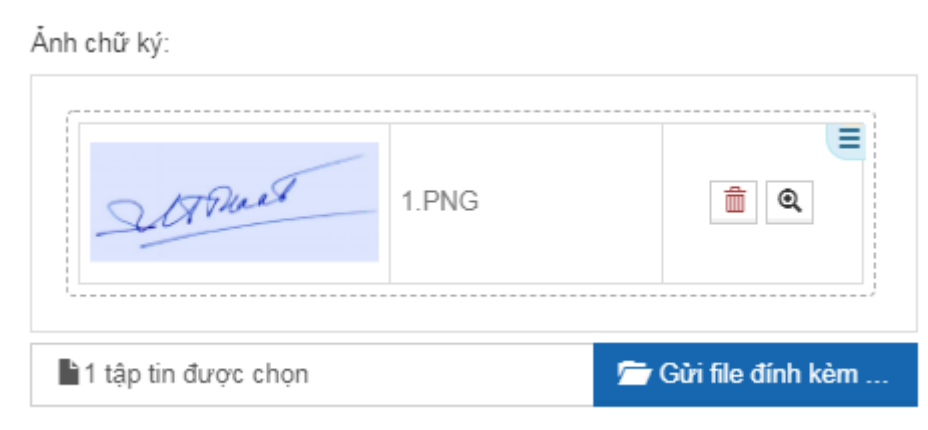 Ảnh chữ ký:
1.PNG
1 tập tin được chọn
Gửi file đính kèm ...